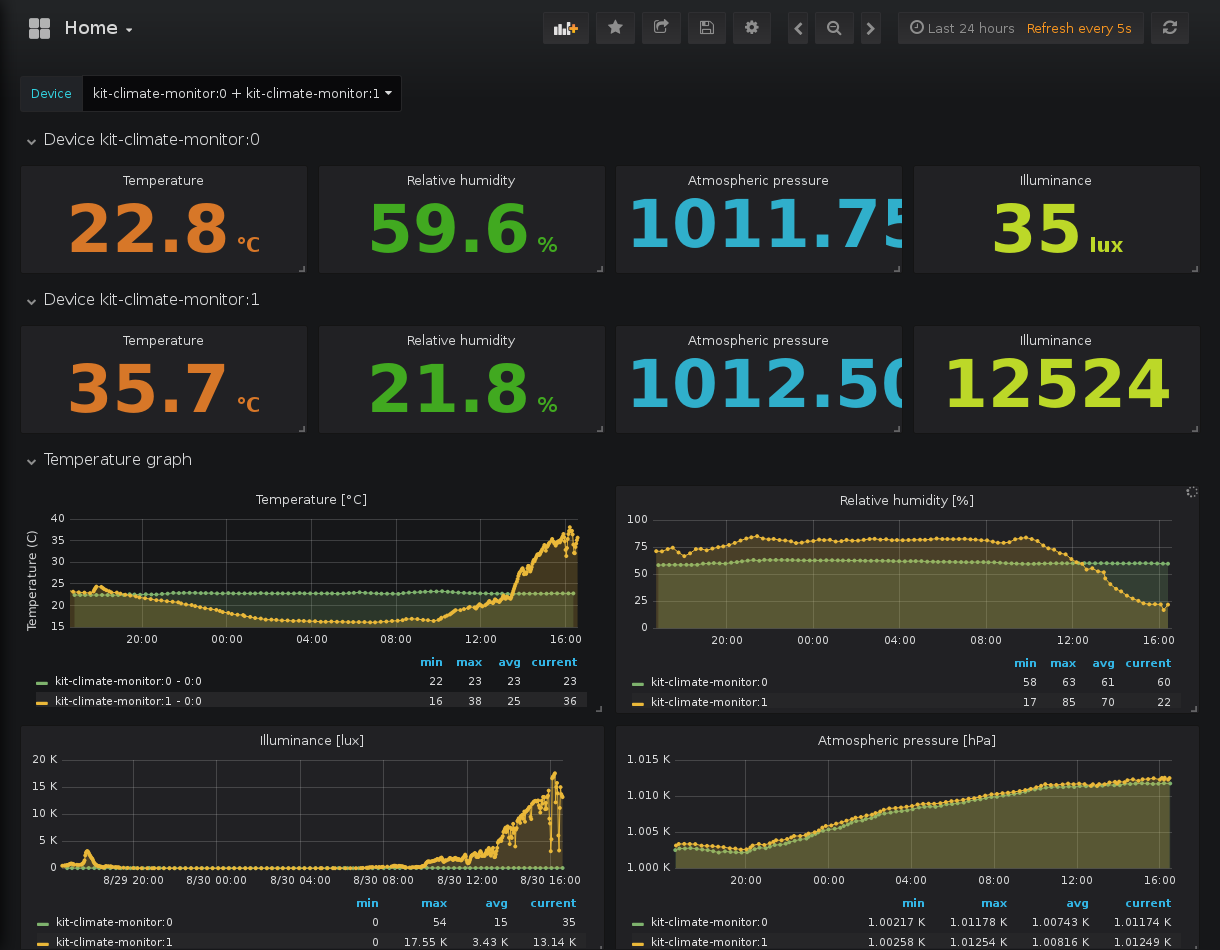 Home
Last 24 hours Refresh every 5s
Device kit-climate-monitor:0 + kit-climate-monitor:1
Device kit-climate-monitor:0
Temperature Relative humidity Atmospheric pressure Illuminance
22.8 °C 59.6 % 1011.75 35 lux
Device kit-climate-monitor:1
Temperature Relative humidity Atmospheric pressure Illuminance
35.7 °C 21.8 % 1012.50 12524
Temperature graph
Temperature [°C]
Temperature (C)
40
35
30
25
20
15
20:00 00:00 04:00 08:00 12:00 16:00
min max avg current
kit-climate-monitor:0 - 0:0 22 23 23 23
kit-climate-monitor:1 - 0:0 16 38 25 36
Relative humidity [%]
100
75
50
25
0
20:00 00:00 04:00 08:00 12:00 16:00
min max avg current
kit-climate-monitor:0 58 63 61 60
kit-climate-monitor:1 17 85 70 22
Illuminance [lux]
20 K
15 K
10 K
5 K
0
8/29 20:00 8/30 00:00 8/30 04:00 8/30 08:00 8/30 12:00 8/30 16:00
min max avg current
kit-climate-monitor:0 0 54 15 35
kit-climate-monitor:1 0 17.55 K 3.43 K 13.14 K
Atmospheric pressure [hPa]
1.015 K
1.010 K
1.005 K
1.000 K
20:00 00:00 04:00 08:00 12:00 16:00
min max avg current
kit-climate-monitor:0 1.00217 K 1.01178 K 1.00743 K 1.01174 K
kit-climate-monitor:1 1.00258 K 1.01254 K 1.00816 K 1.01249 K